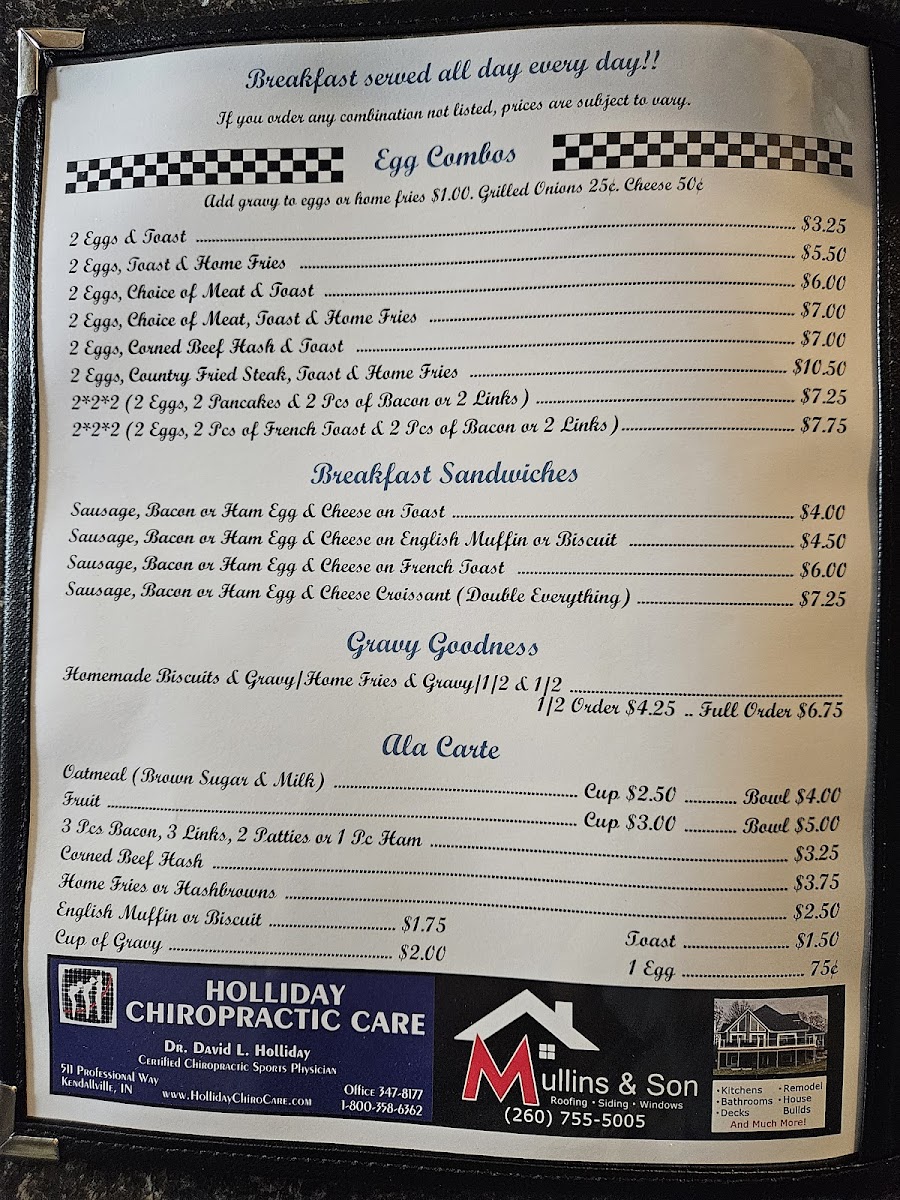 Breakfast served all day every day!!
If you order any combination not listed, prices are subject to vary.
Egg Combos
Add gravy to eggs or home fries $1.00. Grilled Onions 25¢. Cheese 50¢
2 Eggs & Toast $3.25
2 Eggs, Toast & Home Fries $5.50
2 Eggs, Choice of Meat & Toast $6.00
2 Eggs, Choice of Meat, Toast & Home Fries $7.00
2 Eggs, Corned Beef Hash & Toast $7.00
2 Eggs, Country Fried Steak, Toast & Home Fries $10.50
2*2*2 (2 Eggs, 2 Pancakes & 2 Pcs of Bacon or 2 Links) $7.25
2*2*2 (2 Eggs, 2 Pcs of French Toast & 2 Pcs of Bacon or 2 Links) $7.75
Breakfast Sandwiches
Sausage, Bacon or Ham Egg & Cheese on Toast $4.00
Sausage, Bacon or Ham Egg & Cheese on English Muffin or Biscuit $4.50
Sausage, Bacon or Ham Egg & Cheese on French Toast $6.00
Sausage, Bacon or Ham Egg & Cheese Croissant (Double Everything) $7.25
Gravy Goodness
Homemade Biscuits & Gravy/Home Fries & Gravy/1/2 & 1/2
1/2 Order $4.25 .. Full Order $6.75
Ala Carte
Oatmeal (Brown Sugar & Milk) Cup $2.50 Bowl $4.00
Fruit Cup $3.00 Bowl $5.00
3 Pcs Bacon, 3 Links, 2 Patties or 1 Pc Ham $3.25
Corned Beef Hash $3.75
Home Fries or Hashbrowns $2.50
English Muffin or Biscuit $1.75 Toast $1.50
Cup of Gravy $2.00 1 Egg 75¢
HOLLIDAY
CHIROPRACTIC CARE
Dr. David L. Holliday
Certified Chiropractic Sports Physician
511 Professional Way
Kendallville, IN
www.HollidayChiroCare.com
Office 347-8177
1-800-358-6362
Mullins & Son
Roofing • Siding • Windows
(260) 755-5005
•Kitchens
•Bathrooms
•Decks
•Remodel
•House
Builds
And Much More!